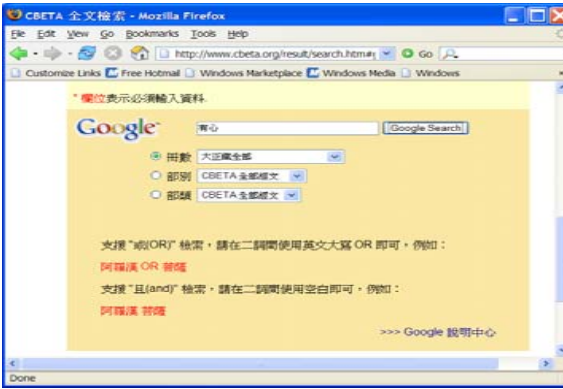 CBETA 全文檢索 - Mozilla Firefox
File Edit View Go Bookmarks Tools Help
http://www.cbeta.org/result/search.htm# Go
Customize Links Free Hotmail Windows Marketplace Windows Media Windows
* 欄位表示必須輸入資料.
Google 有心 Google Search
冊數 大正藏全部
部別 CBETA 全部經文
部類 CBETA 全部經文
支援 "或(OR)" 檢索，請在二詞間使用英文大寫 OR 即可，例如：
阿羅漢 OR 菩薩
支援 "且(and)" 檢索，請在二詞間使用空白即可，例如：
阿羅漢 菩薩
>>> Google 說明中心
Done